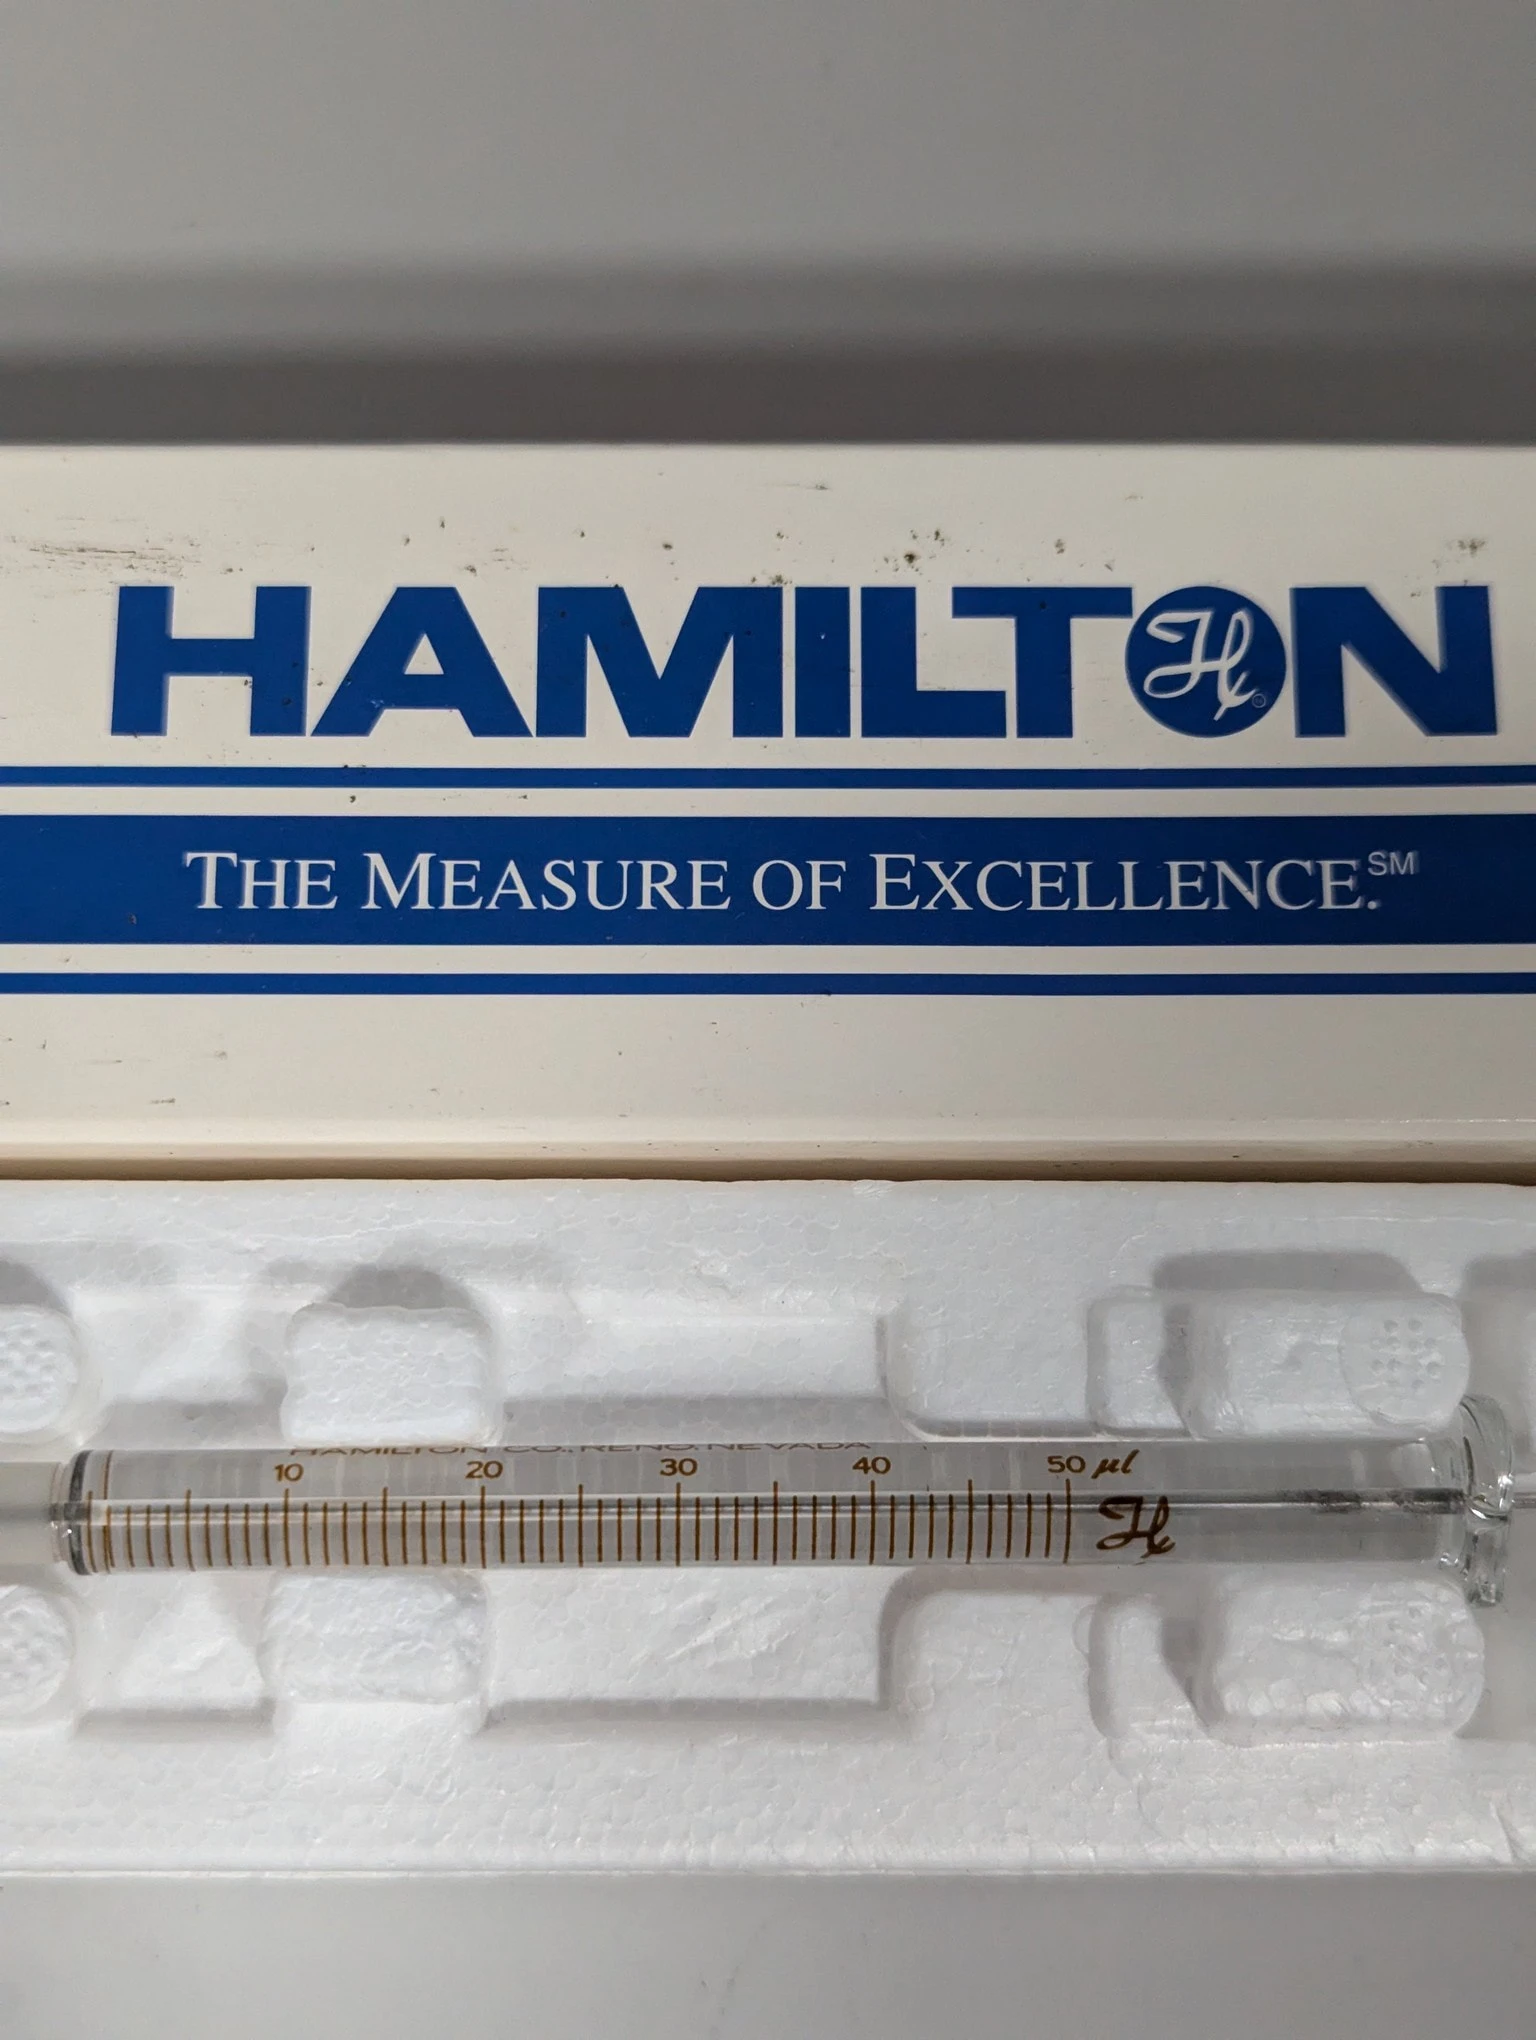 HAMILTON
THE MEASURE OF EXCELLENCE.SM
HAMILTON CO., RENO, NEVADA
10 20 30 40 50 µl
H